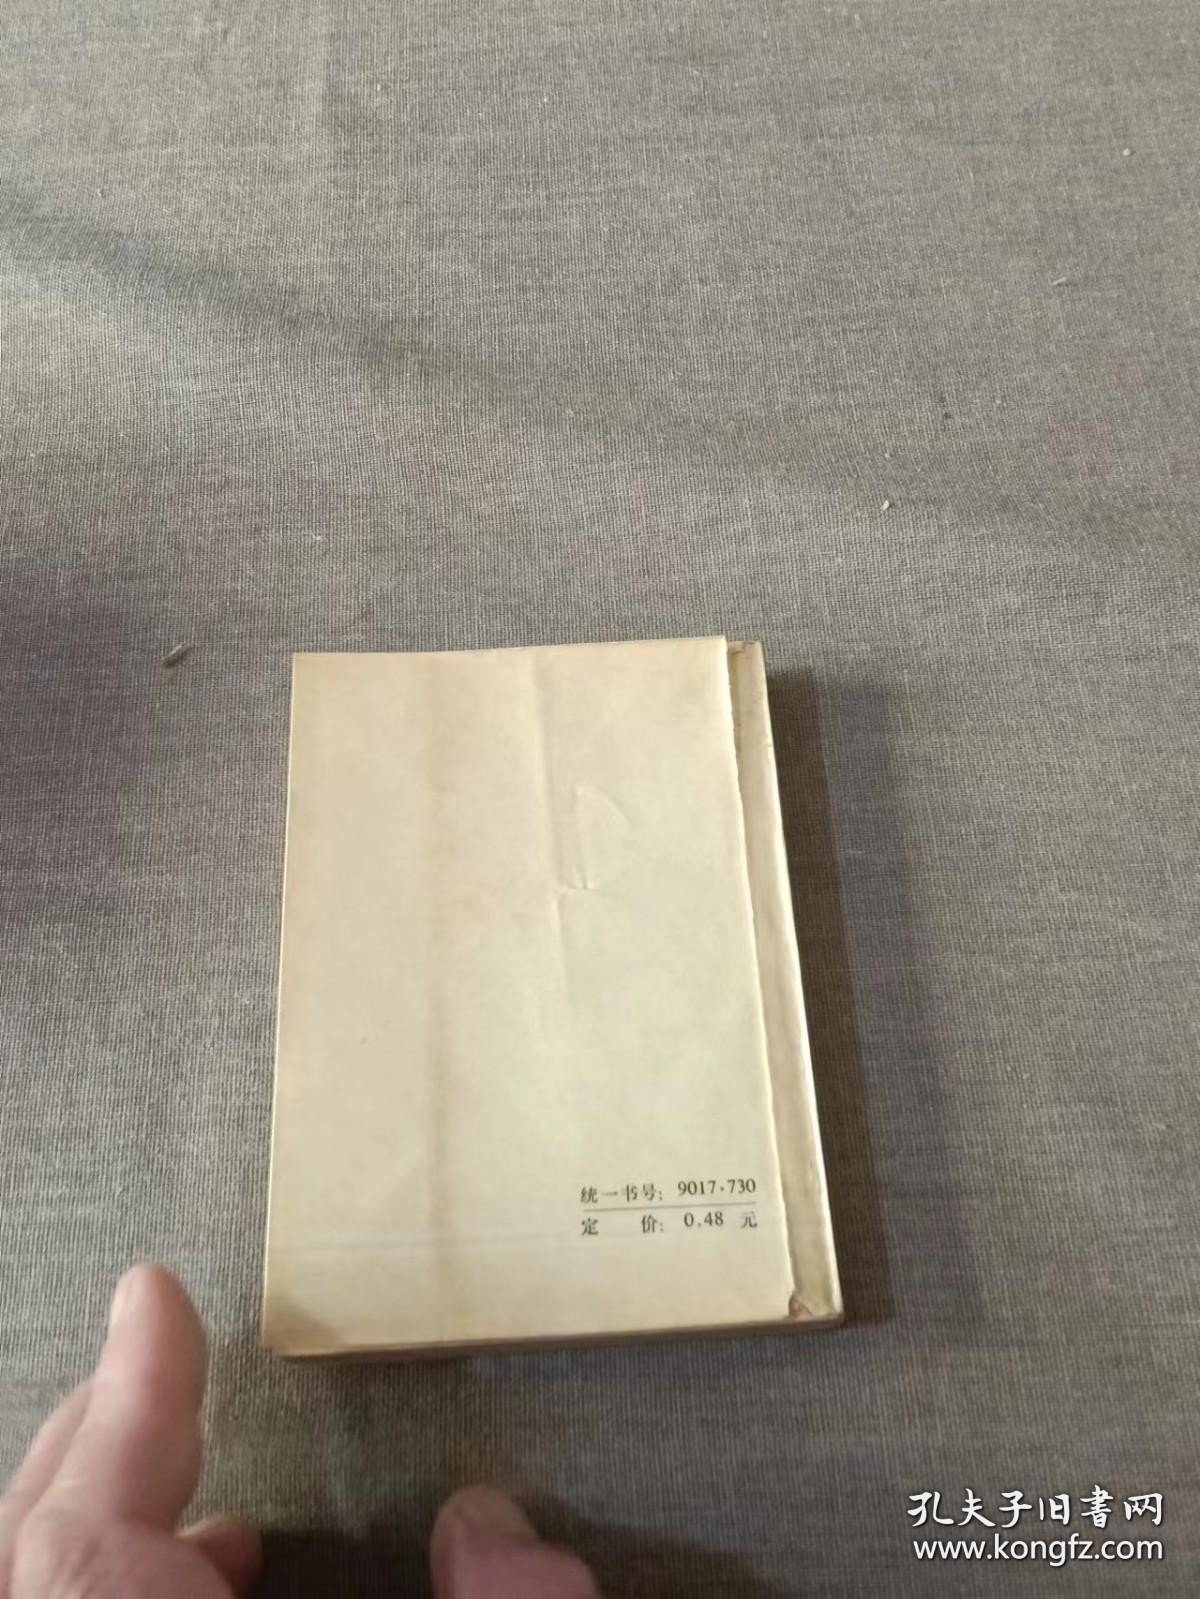 统一书号：9017·730
定　　价：0.48 元
孔夫子旧書网
www.kongfz.com